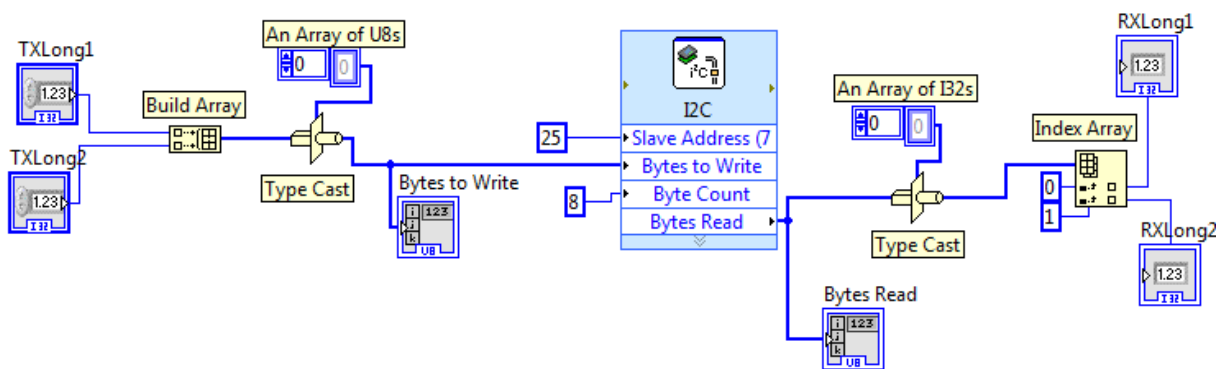 TXLong1
1.23
I32
TXLong2
1.23
I32
Build Array
An Array of U8s
0
0
Type Cast
Bytes to Write
i
j
k
123
U8
25
8
I²C
I2C
Slave Address (7
Bytes to Write
Byte Count
Bytes Read
Bytes Read
i
j
k
123
U8
An Array of I32s
0
0
Type Cast
Index Array
0
1
RXLong1
1.23
I32
RXLong2
1.23
I32